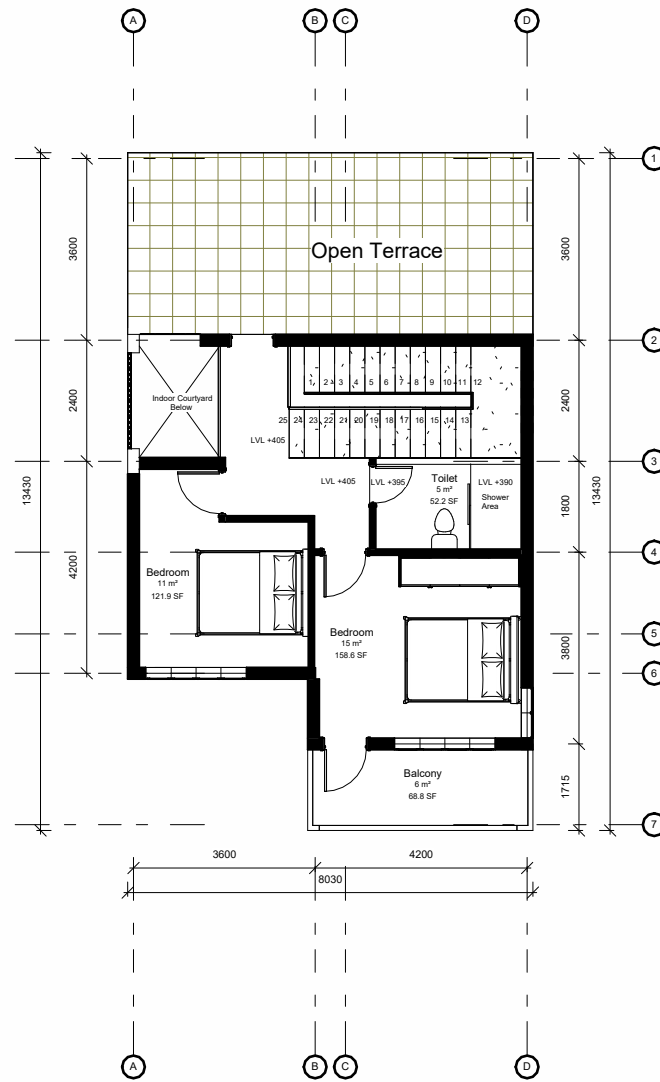 A B C D
1
3600 3600
Open Terrace
2
1 2 3 4 5 6 7 8 9 10 11 12
2400 2400
Indoor Courtyard
Below
25 24 23 22 21 20 19 18 17 16 15 14 13
LVL +405
3
LVL +405 LVL +395 Toilet LVL +390
5 m²
52.2 SF
Shower
Area
13430 13430
1800
4
4200
Bedroom
11 m²
121.9 SF
Bedroom
15 m²
158.6 SF
5
3800
6
Balcony
6 m²
68.8 SF
1715
7
3600 4200
8030
A B C D